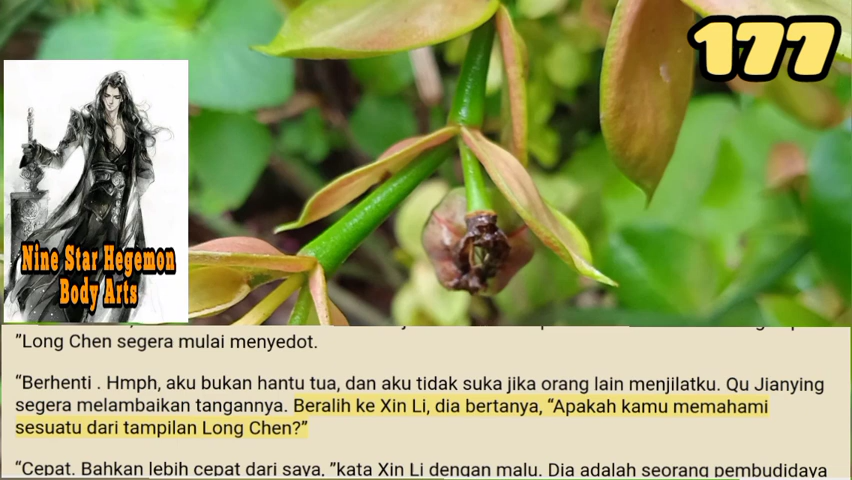 177
Nine Star Hegemon
Body Arts
”Long Chen segera mulai menyedot.
“Berhenti . Hmph, aku bukan hantu tua, dan aku tidak suka jika orang lain menjilatku. Qu Jianying
segera melambaikan tangannya. Beralih ke Xin Li, dia bertanya, “Apakah kamu memahami
sesuatu dari tampilan Long Chen?”
“Cepat. Bahkan lebih cepat dari saya, ”kata Xin Li dengan malu. Dia adalah seorang pembudidaya